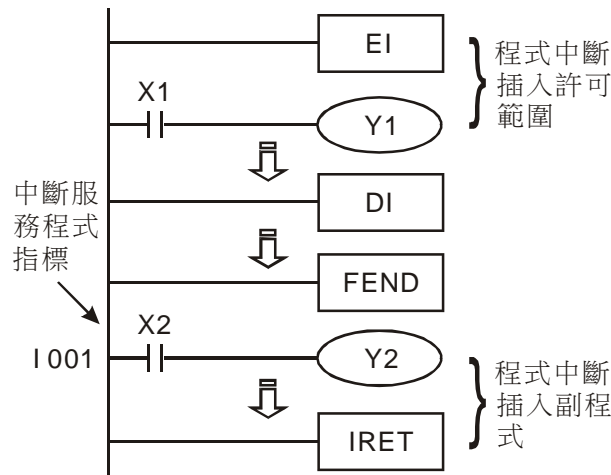 EI
程式中斷
插入許可
範圍
X1
Y1
中斷服
務程式
指標
DI
FEND
I 001
X2
Y2
程式中斷
插入副程
式
IRET